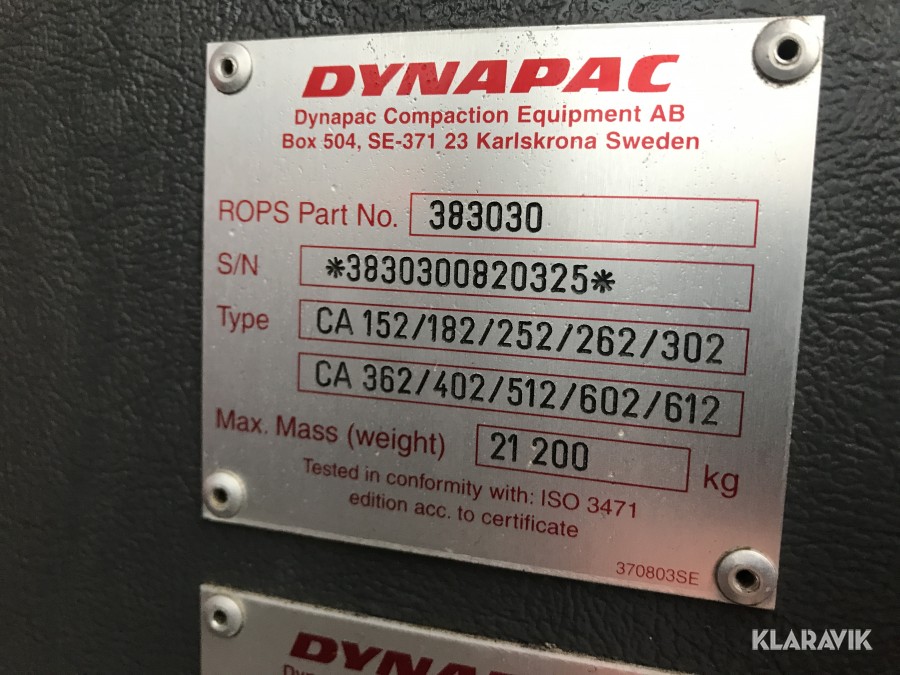 DYNAPAC
Dynapac Compaction Equipment AB
Box 504, SE-371 23 Karlskrona Sweden
ROPS Part No. 383030
S/N *3830300820325*
Type CA 152/182/252/262/302
CA 362/402/512/602/612
Max. Mass (weight) 21 200 kg
Tested in conformity with: ISO 3471
edition acc. to certificate
370803SE
DYNAPAC
KLARAVIK